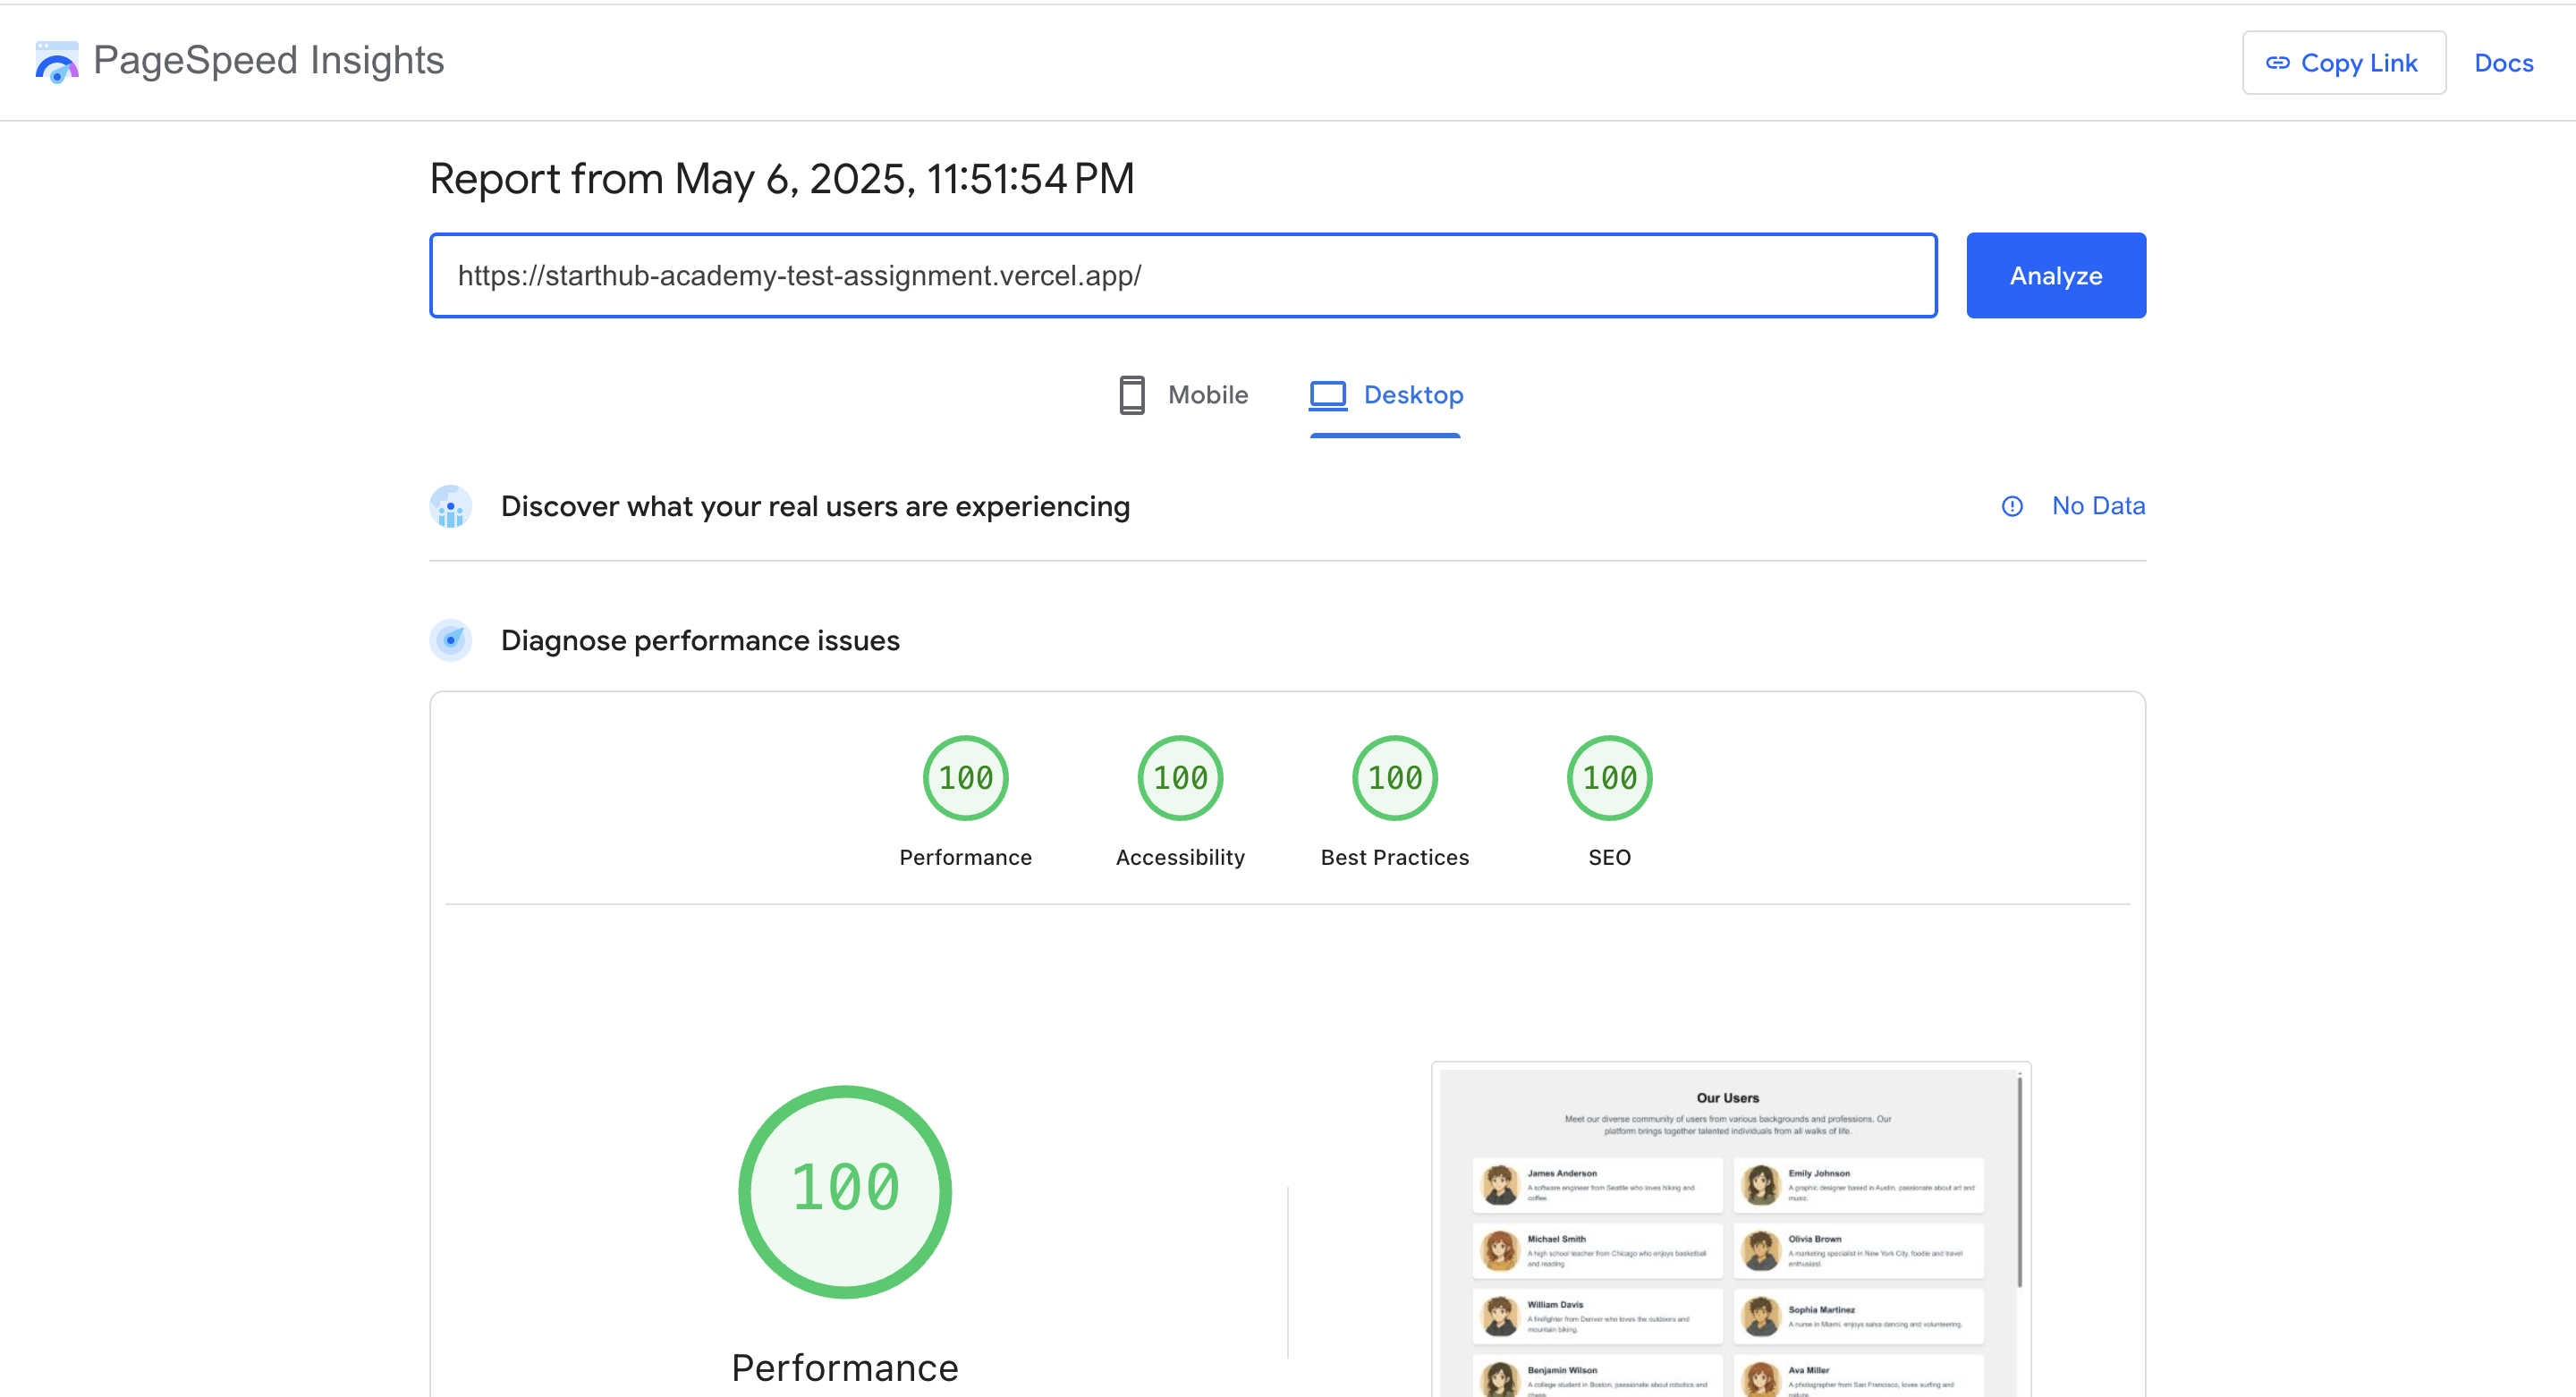 PageSpeed Insights
Copy Link
Docs
Report from May 6, 2025, 11:51:54 PM
https://starthub-academy-test-assignment.vercel.app/
Analyze
Mobile
Desktop
Discover what your real users are experiencing
No Data
Diagnose performance issues
100
100
100
100
Performance
Accessibility
Best Practices
SEO
100
Performance
Our Users
Meet our diverse community of users from various backgrounds and professions. Our
platform brings together talented individuals from all walks of life.
James Anderson
A software engineer from Seattle who loves hiking and
coffee.
Emily Johnson
A graphic designer based in Austin, passionate about art and
music.
Michael Smith
A high school teacher from Chicago who enjoys basketball
and reading.
Olivia Brown
A marketing specialist in New York City, foodie and travel
enthusiast.
William Davis
A firefighter from Denver who loves the outdoors and
mountain biking.
Sophia Martinez
A nurse in Miami, enjoys salsa dancing and volunteering.
Benjamin Wilson
A college student in Boston, passionate about robotics and
chess.
Ava Miller
A photographer from San Francisco, loves surfing and
nature.